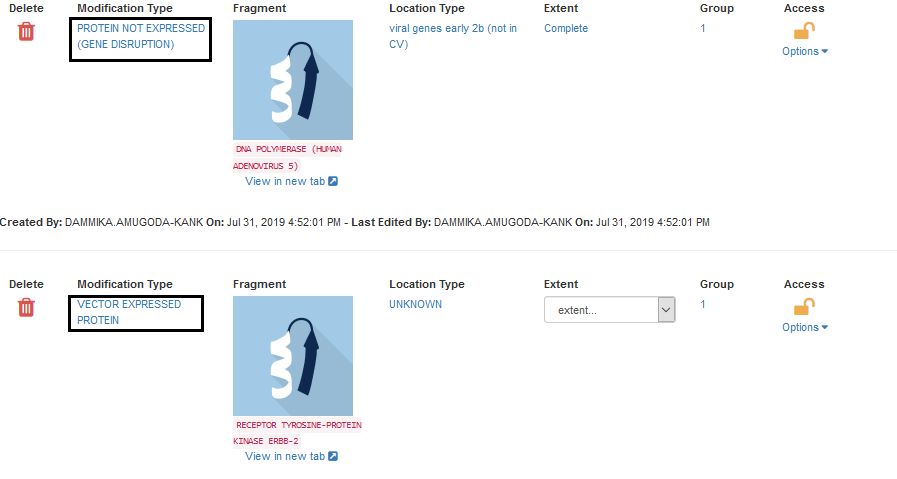 Delete Modification Type Fragment Location Type Extent Group Access
PROTEIN NOT EXPRESSED viral genes early 2b (not in Complete 1
(GENE DISRUPTION) CV)
Options
DNA POLYMERASE (HUMAN
ADENOVIRUS 5)
View in new tab
Created By: DAMMIKA.AMUGODA-KANK On: Jul 31, 2019 4:52:01 PM - Last Edited By: DAMMIKA.AMUGODA-KANK On: Jul 31, 2019 4:52:01 PM
Delete Modification Type Fragment Location Type Extent Group Access
VECTOR EXPRESSED UNKNOWN extent... 1
PROTEIN
Options
RECEPTOR TYROSINE-PROTEIN
KINASE ERBB-2
View in new tab